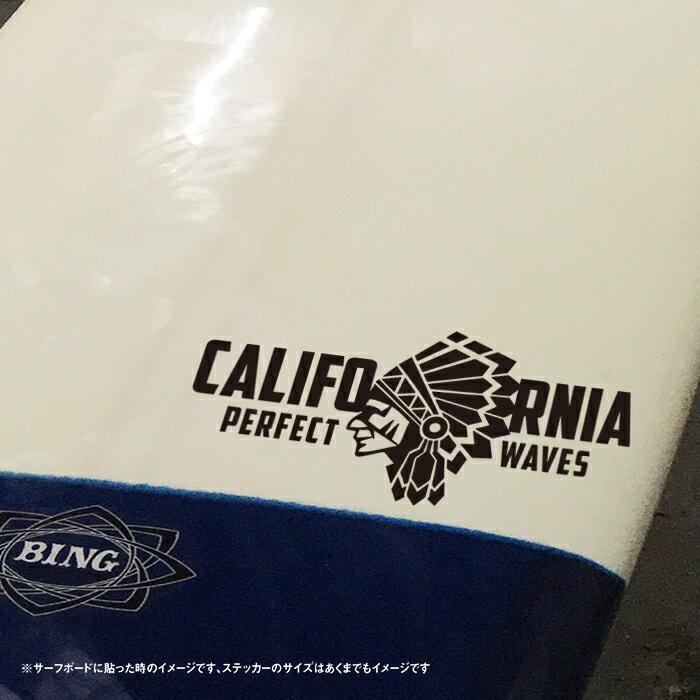 CALIFORNIA
PERFECT WAVES
BING
※サーフボードに貼った時のイメージです、ステッカーのサイズはあくまでもイメージです